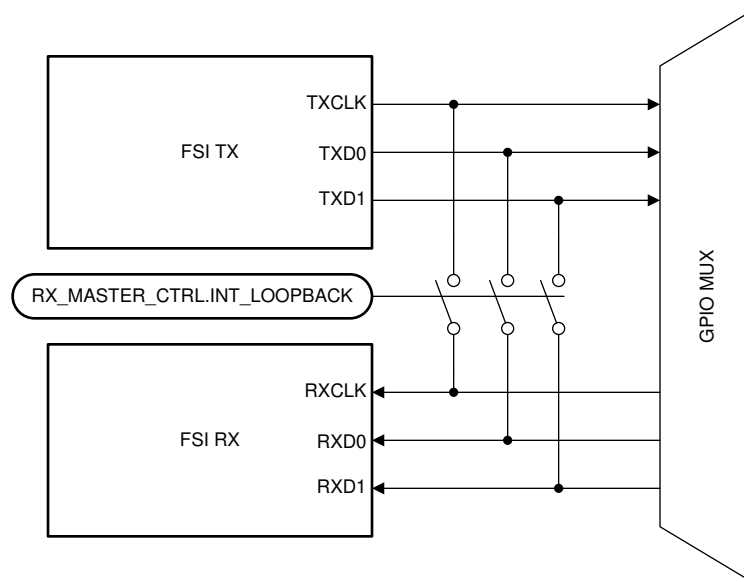 TXCLK
FSI TX
TXD0
TXD1
RX_MASTER_CTRL.INT_LOOPBACK
GPIO MUX
RXCLK
FSI RX
RXD0
RXD1